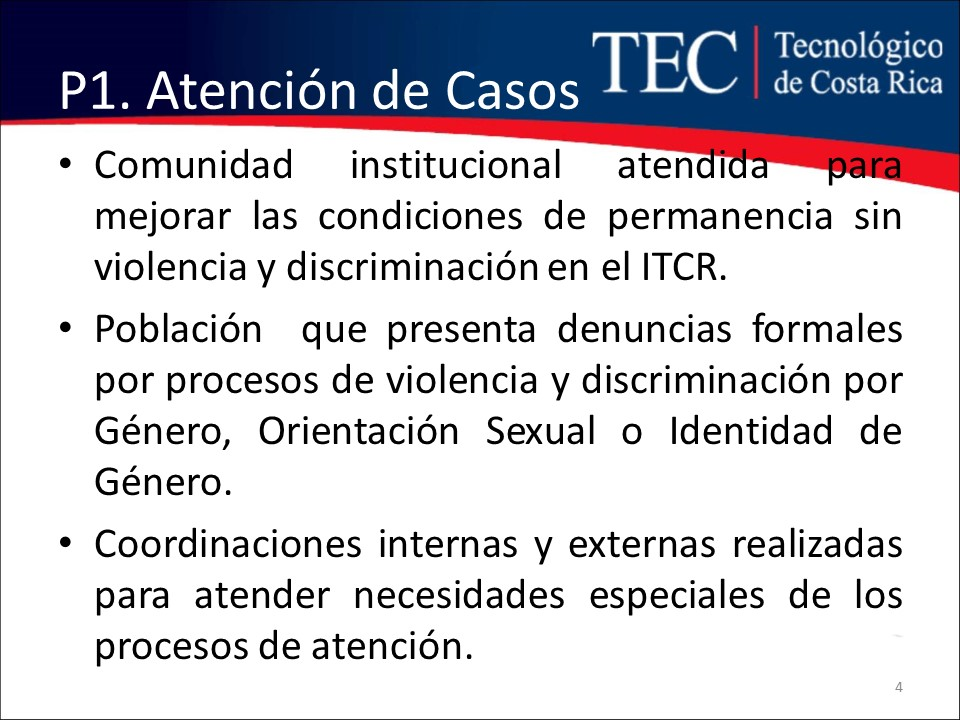 P1. Atención de Casos
TEC
Tecnológico
de Costa Rica
• Comunidad institucional atendida para
mejorar las condiciones de permanencia sin
violencia y discriminación en el ITCR.
• Población que presenta denuncias formales
por procesos de violencia y discriminación por
Género, Orientación Sexual o Identidad de
Género.
• Coordinaciones internas y externas realizadas
para atender necesidades especiales de los
procesos de atención.
4